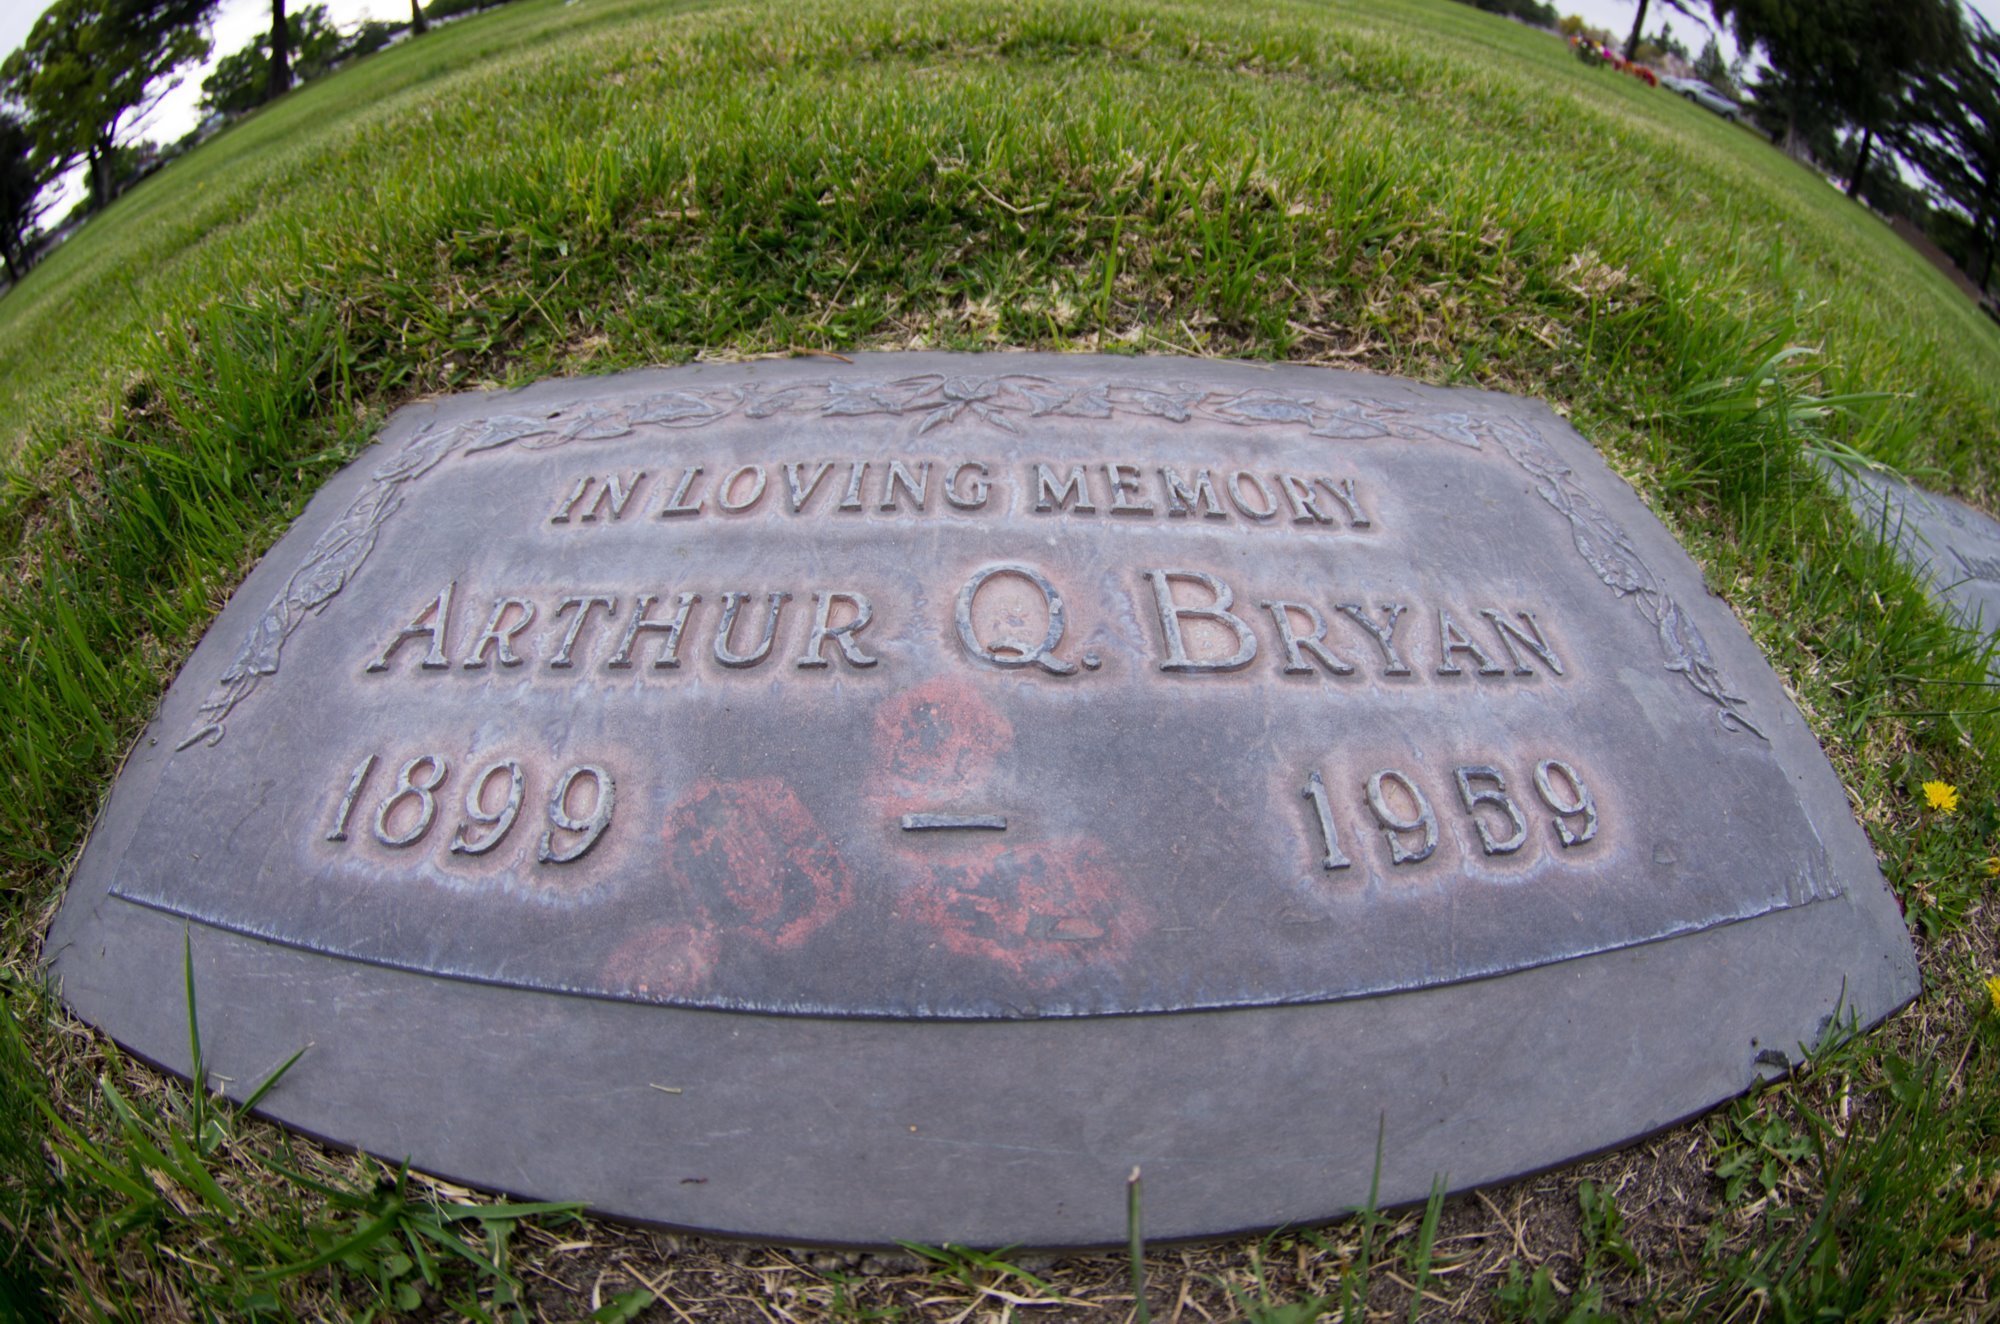 IN LOVING MEMORY
ARTHUR Q. BRYAN
1899 — 1959